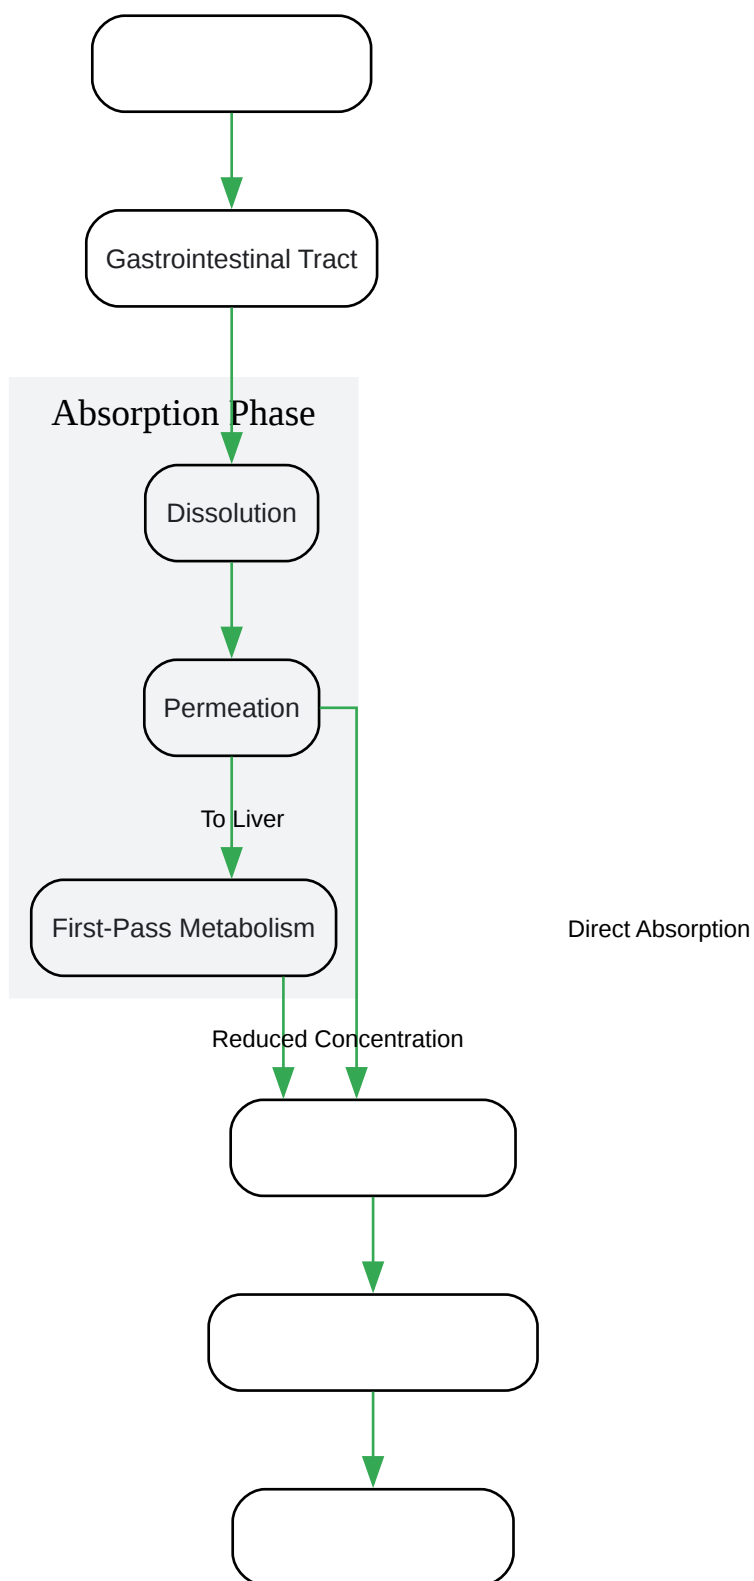 Gastrointestinal Tract
Absorption Phase
Dissolution
Permeation
To Liver
First-Pass Metabolism
Direct Absorption
Reduced Concentration